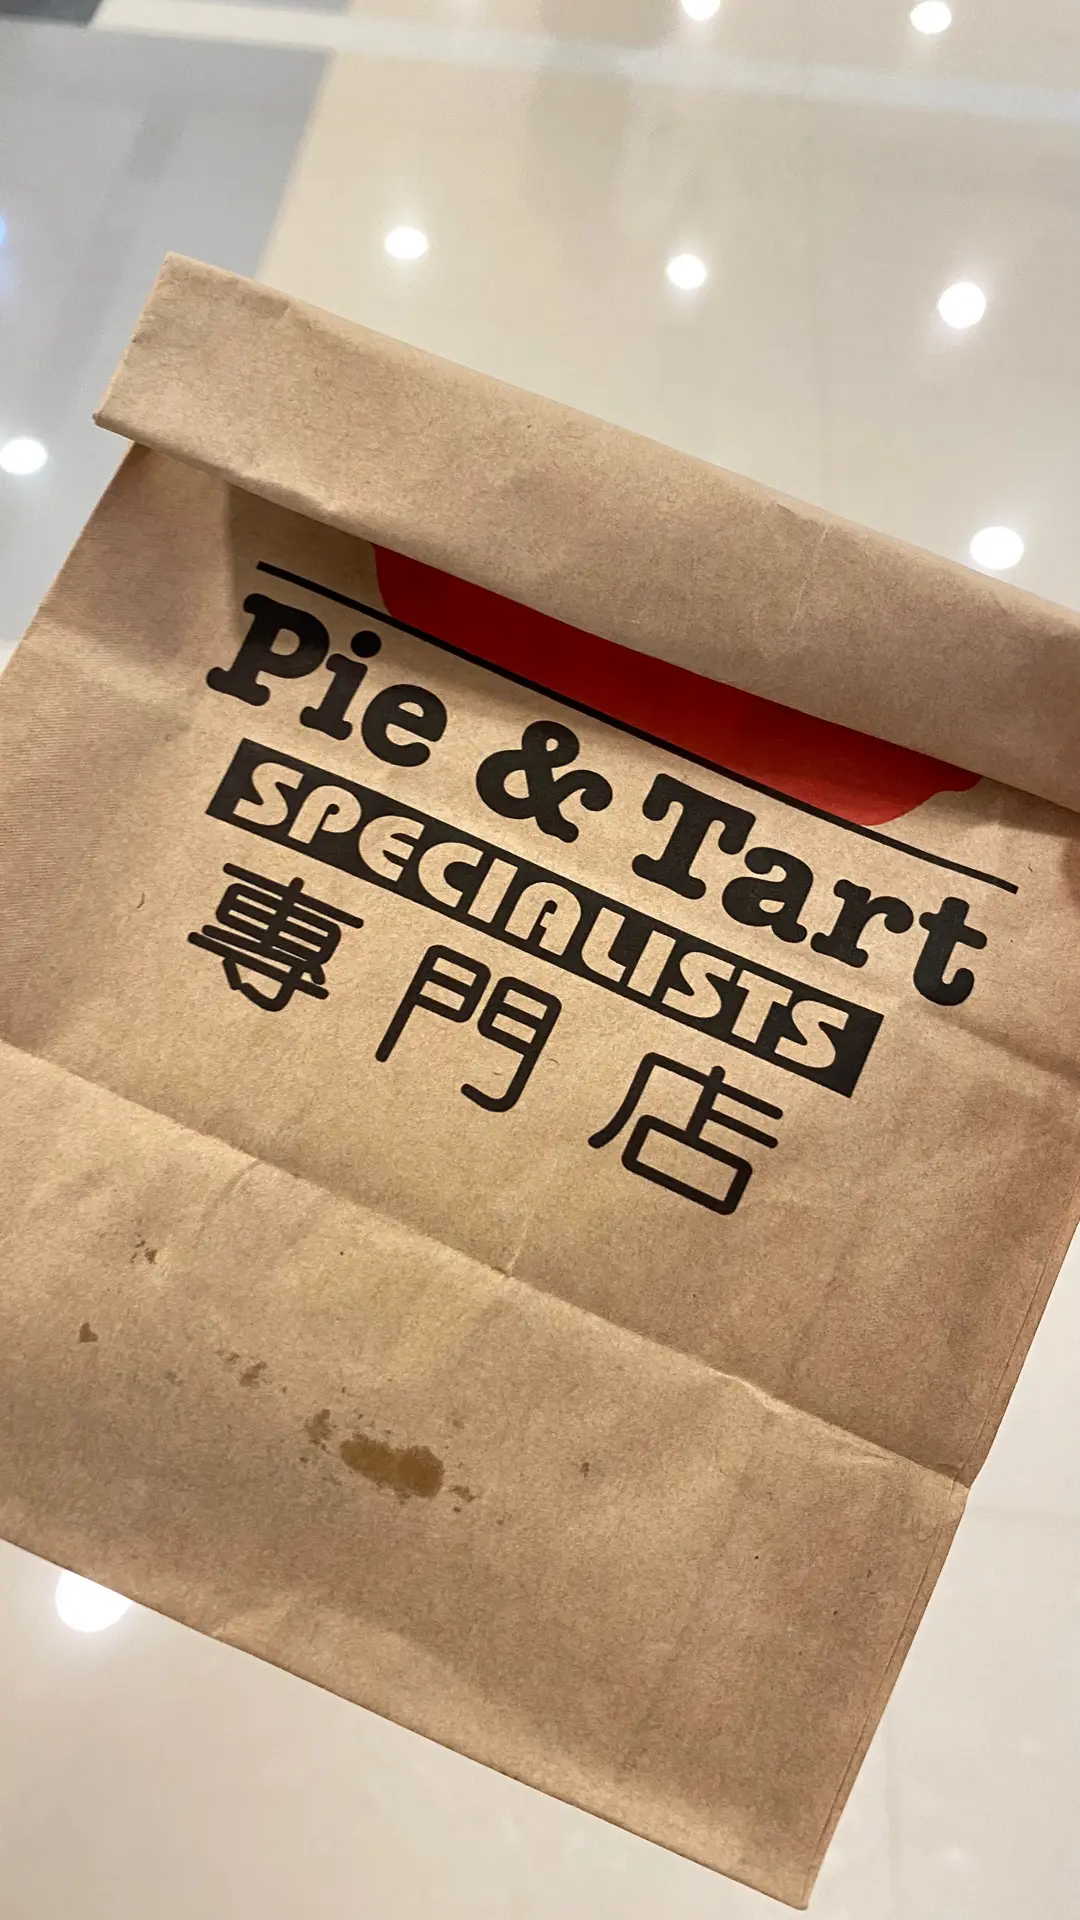 Pie & Tart
SPECIALISTS
專門店